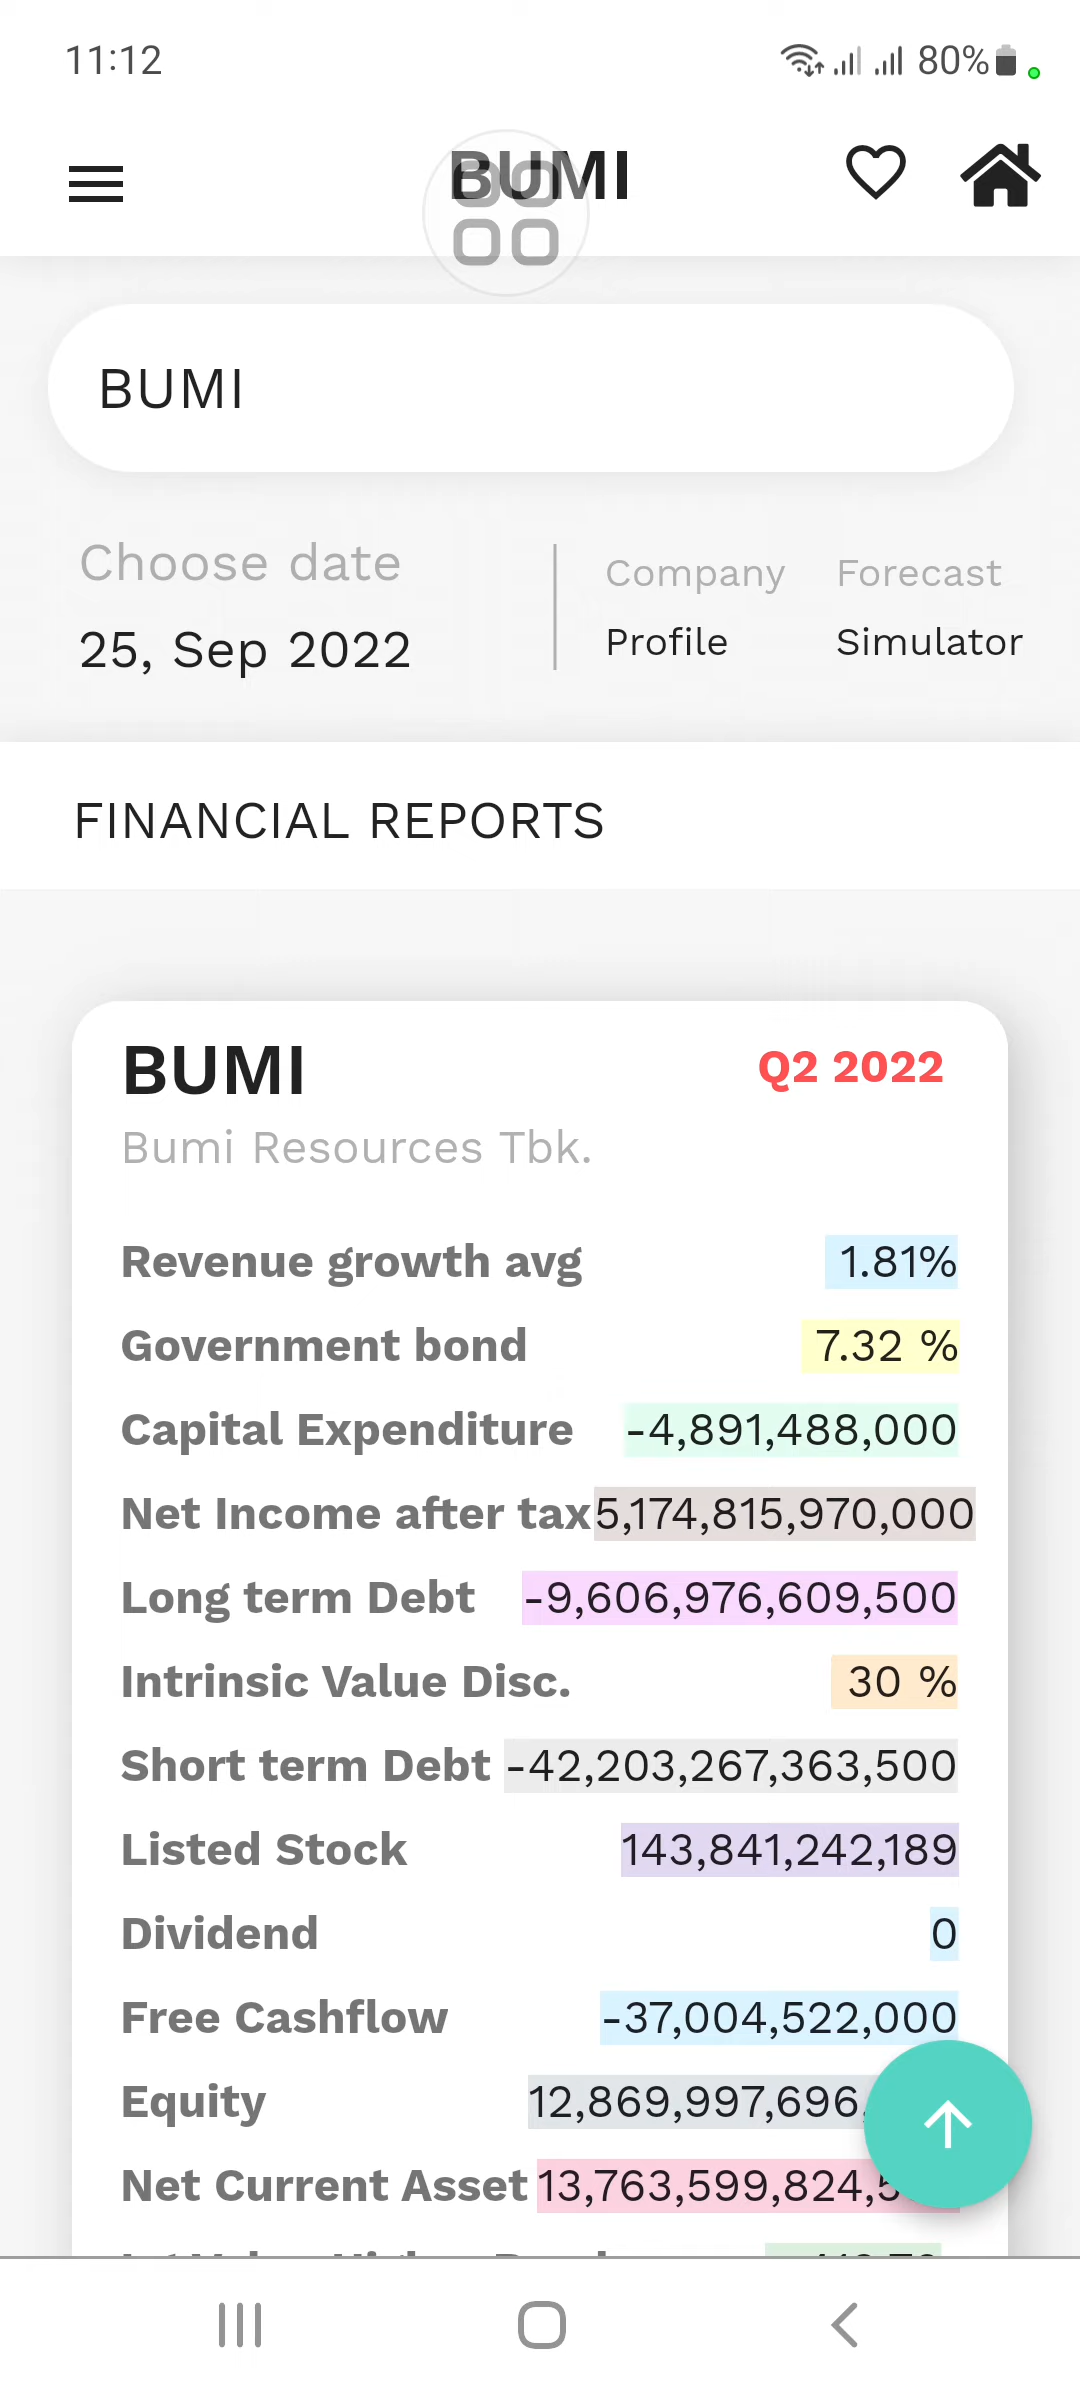 11:12
80%
BUMI
BUMI
Choose date
25, Sep 2022
Company
Profile
Forecast
Simulator
FINANCIAL REPORTS
BUMI
Q2 2022
Bumi Resources Tbk.
Revenue growth avg 1.81%
Government bond 7.32 %
Capital Expenditure -4,891,488,000
Net Income after tax 5,174,815,970,000
Long term Debt -9,606,976,609,500
Intrinsic Value Disc. 30 %
Short term Debt -42,203,267,363,500
Listed Stock 143,841,242,189
Dividend 0
Free Cashflow -37,004,522,000
Equity 12,869,997,696,
Net Current Asset 13,763,599,824,5